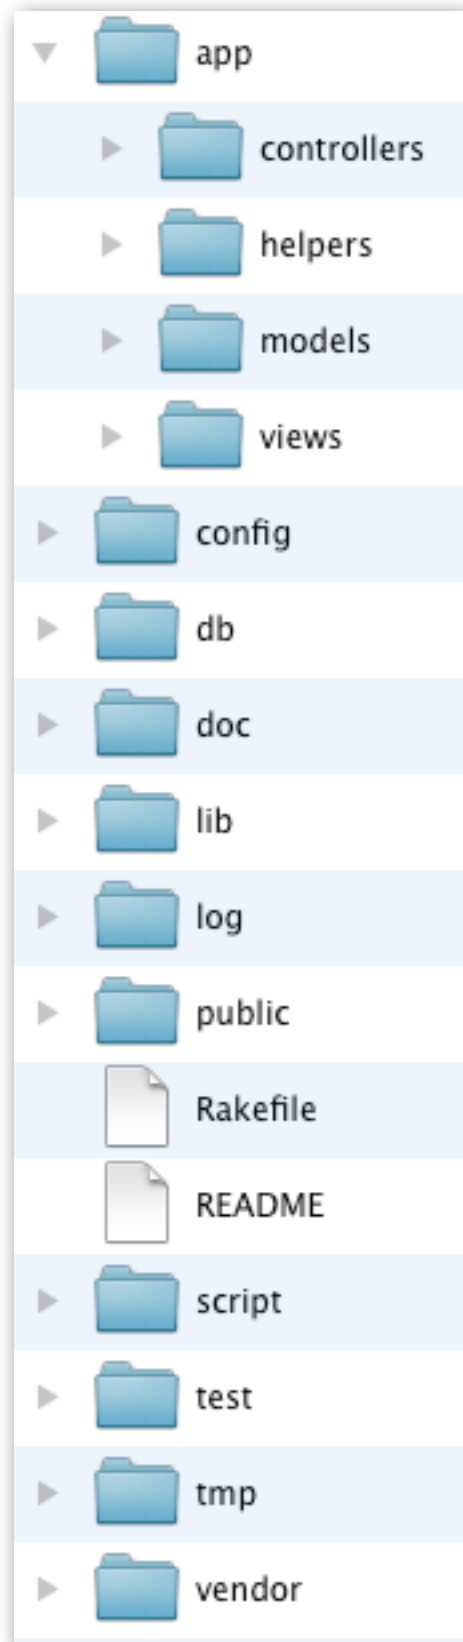 app
controllers
helpers
models
views
config
db
doc
lib
log
public
Rakefile
README
script
test
tmp
vendor